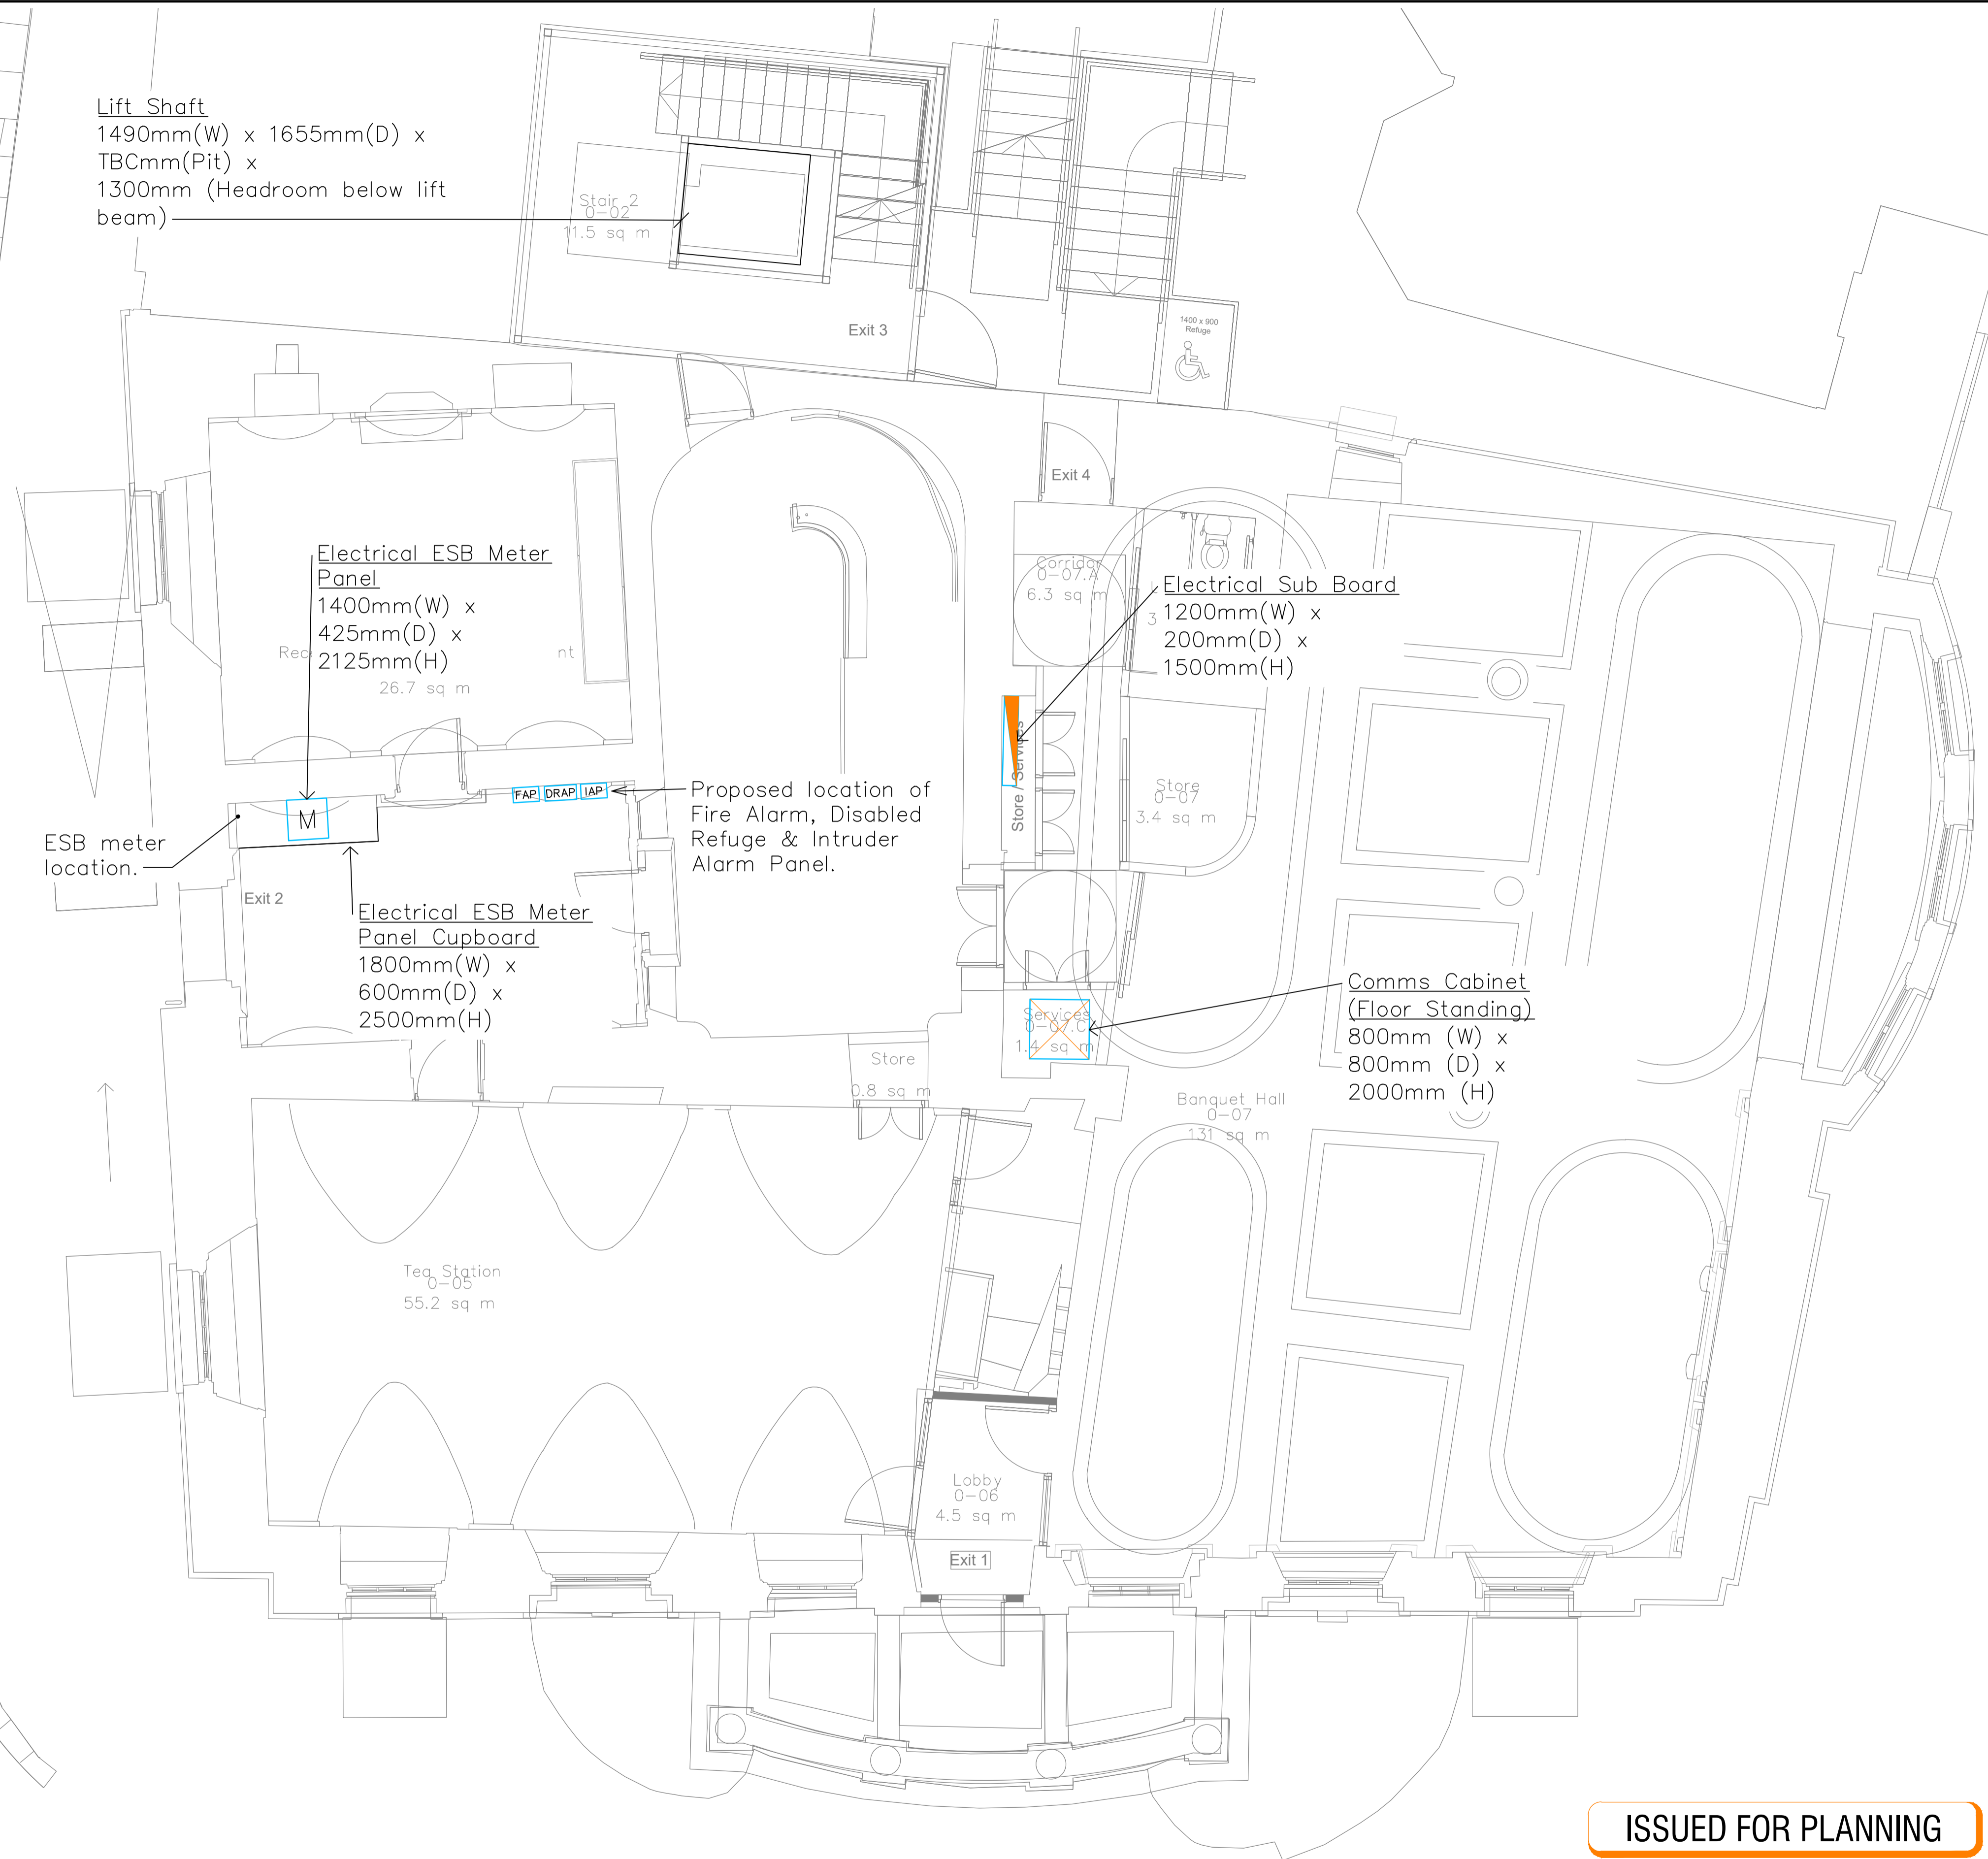 Lift Shaft
1490mm(W) x 1655mm(D) x
TBCmm(Pit) x
1300mm (Headroom below lift
beam)
Stair 2
0-02
11.5 sq m
Exit 3
1400 x 900
Refuge
Exit 4
Electrical ESB Meter
Panel
1400mm(W) x
425mm(D) x
2125mm(H)
26.7 sq m
Corridor
0-07.A
6.3 sq m
Electrical Sub Board
1200mm(W) x
200mm(D) x
1500mm(H)
Store / Services
Store
0-07
3.4 sq m
FAP DRAP IAP
Proposed location of
Fire Alarm, Disabled
Refuge & Intruder
Alarm Panel.
M
ESB meter
location.
Exit 2
Electrical ESB Meter
Panel Cupboard
1800mm(W) x
600mm(D) x
2500mm(H)
Comms Cabinet
(Floor Standing)
800mm (W) x
800mm (D) x
2000mm (H)
Services
0-07.C
1.4 sq m
Store
0.8 sq m
Banquet Hall
0-07
131 sq m
Tea Station
0-05
55.2 sq m
Lobby
0-06
4.5 sq m
Exit 1
ISSUED FOR PLANNING